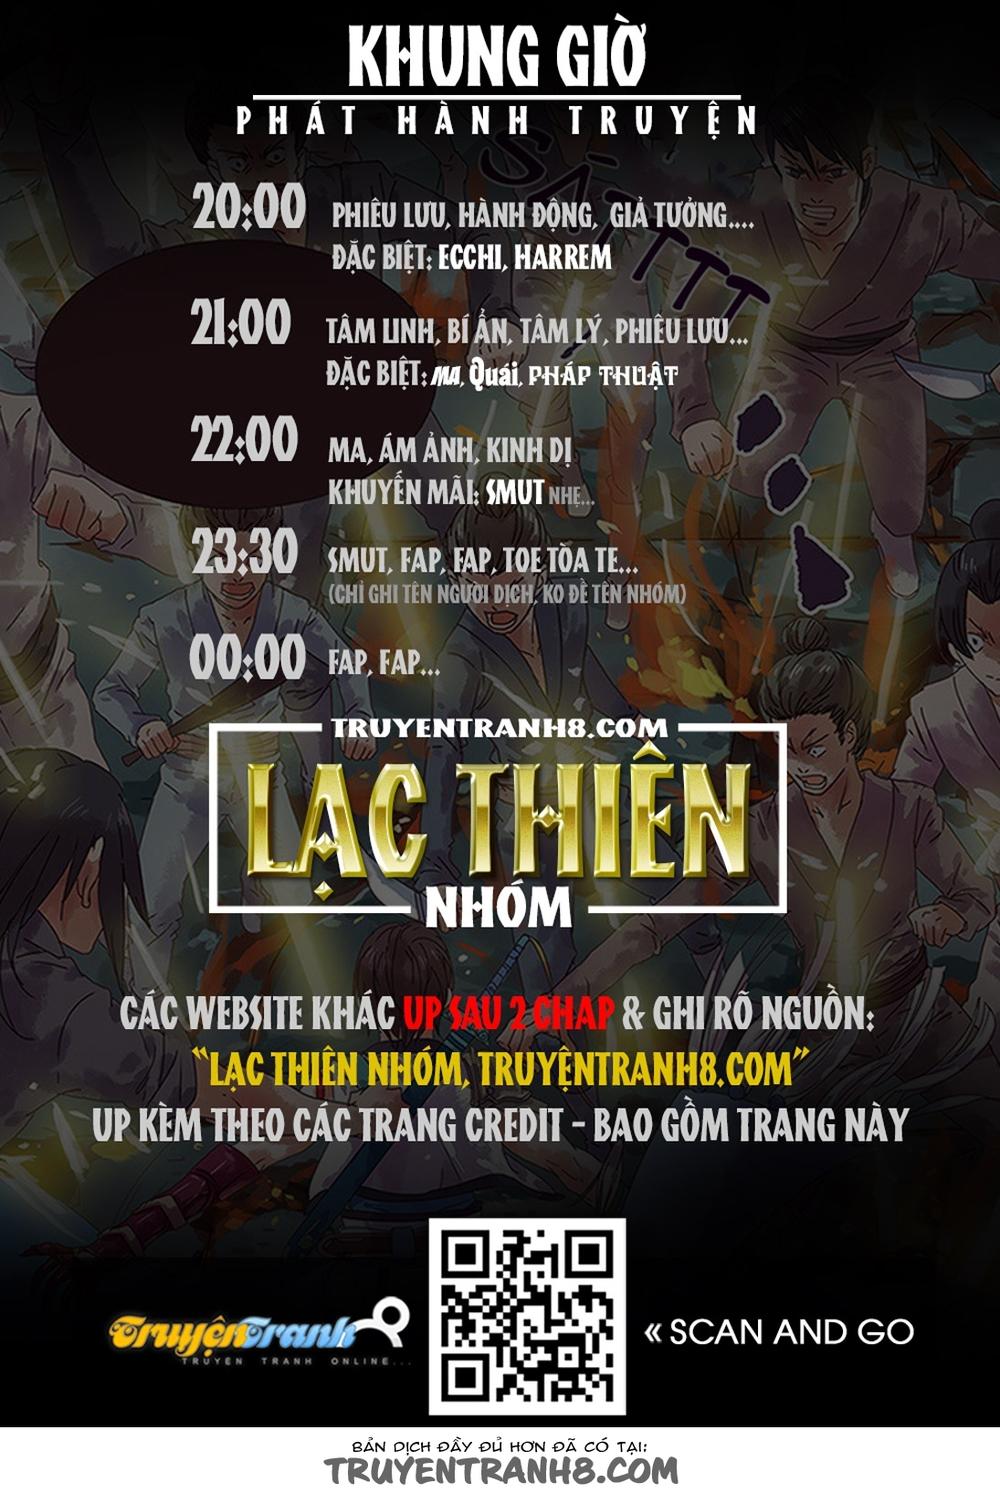 KHUNG GIỜ
PHÁT HÀNH TRUYỆN
SÁTTTT
20:00 PHIÊU LƯU, HÀNH ĐỘNG, GIẢ TƯỞNG....
ĐẶC BIỆT: ECCHI, HARREM
21:00 TÂM LINH, BÍ ẨN, TÂM LÝ, PHIÊU LƯU...
ĐẶC BIỆT: MA, Quái, PHÁP THUẬT
22:00 MA, ÁM ẢNH, KINH DỊ
KHUYẾN MÃI: SMUT NHẸ...
23:30 SMUT, FAP, FAP, TOE TÒA TE...
(CHỈ GHI TÊN NGƯỜI DỊCH, KO ĐỀ TÊN NHÓM)
00:00 FAP, FAP...
TRUYENTRANH8.COM
LẠC THIÊN
NHÓM
CÁC WEBSITE KHÁC UP SAU 2 CHAP & GHI RÕ NGUỒN:
"LẠC THIÊN NHÓM, TRUYỆNTRANH8.COM"
UP KÈM THEO CÁC TRANG CREDIT - BAO GỒM TRANG NÀY
TruyệnTranh
TRUYEN TRANH ONLINE...
« SCAN AND GO
BẢN DỊCH ĐẦY ĐỦ HƠN ĐÃ CÓ TẠI:
TRUYENTRANH8.COM